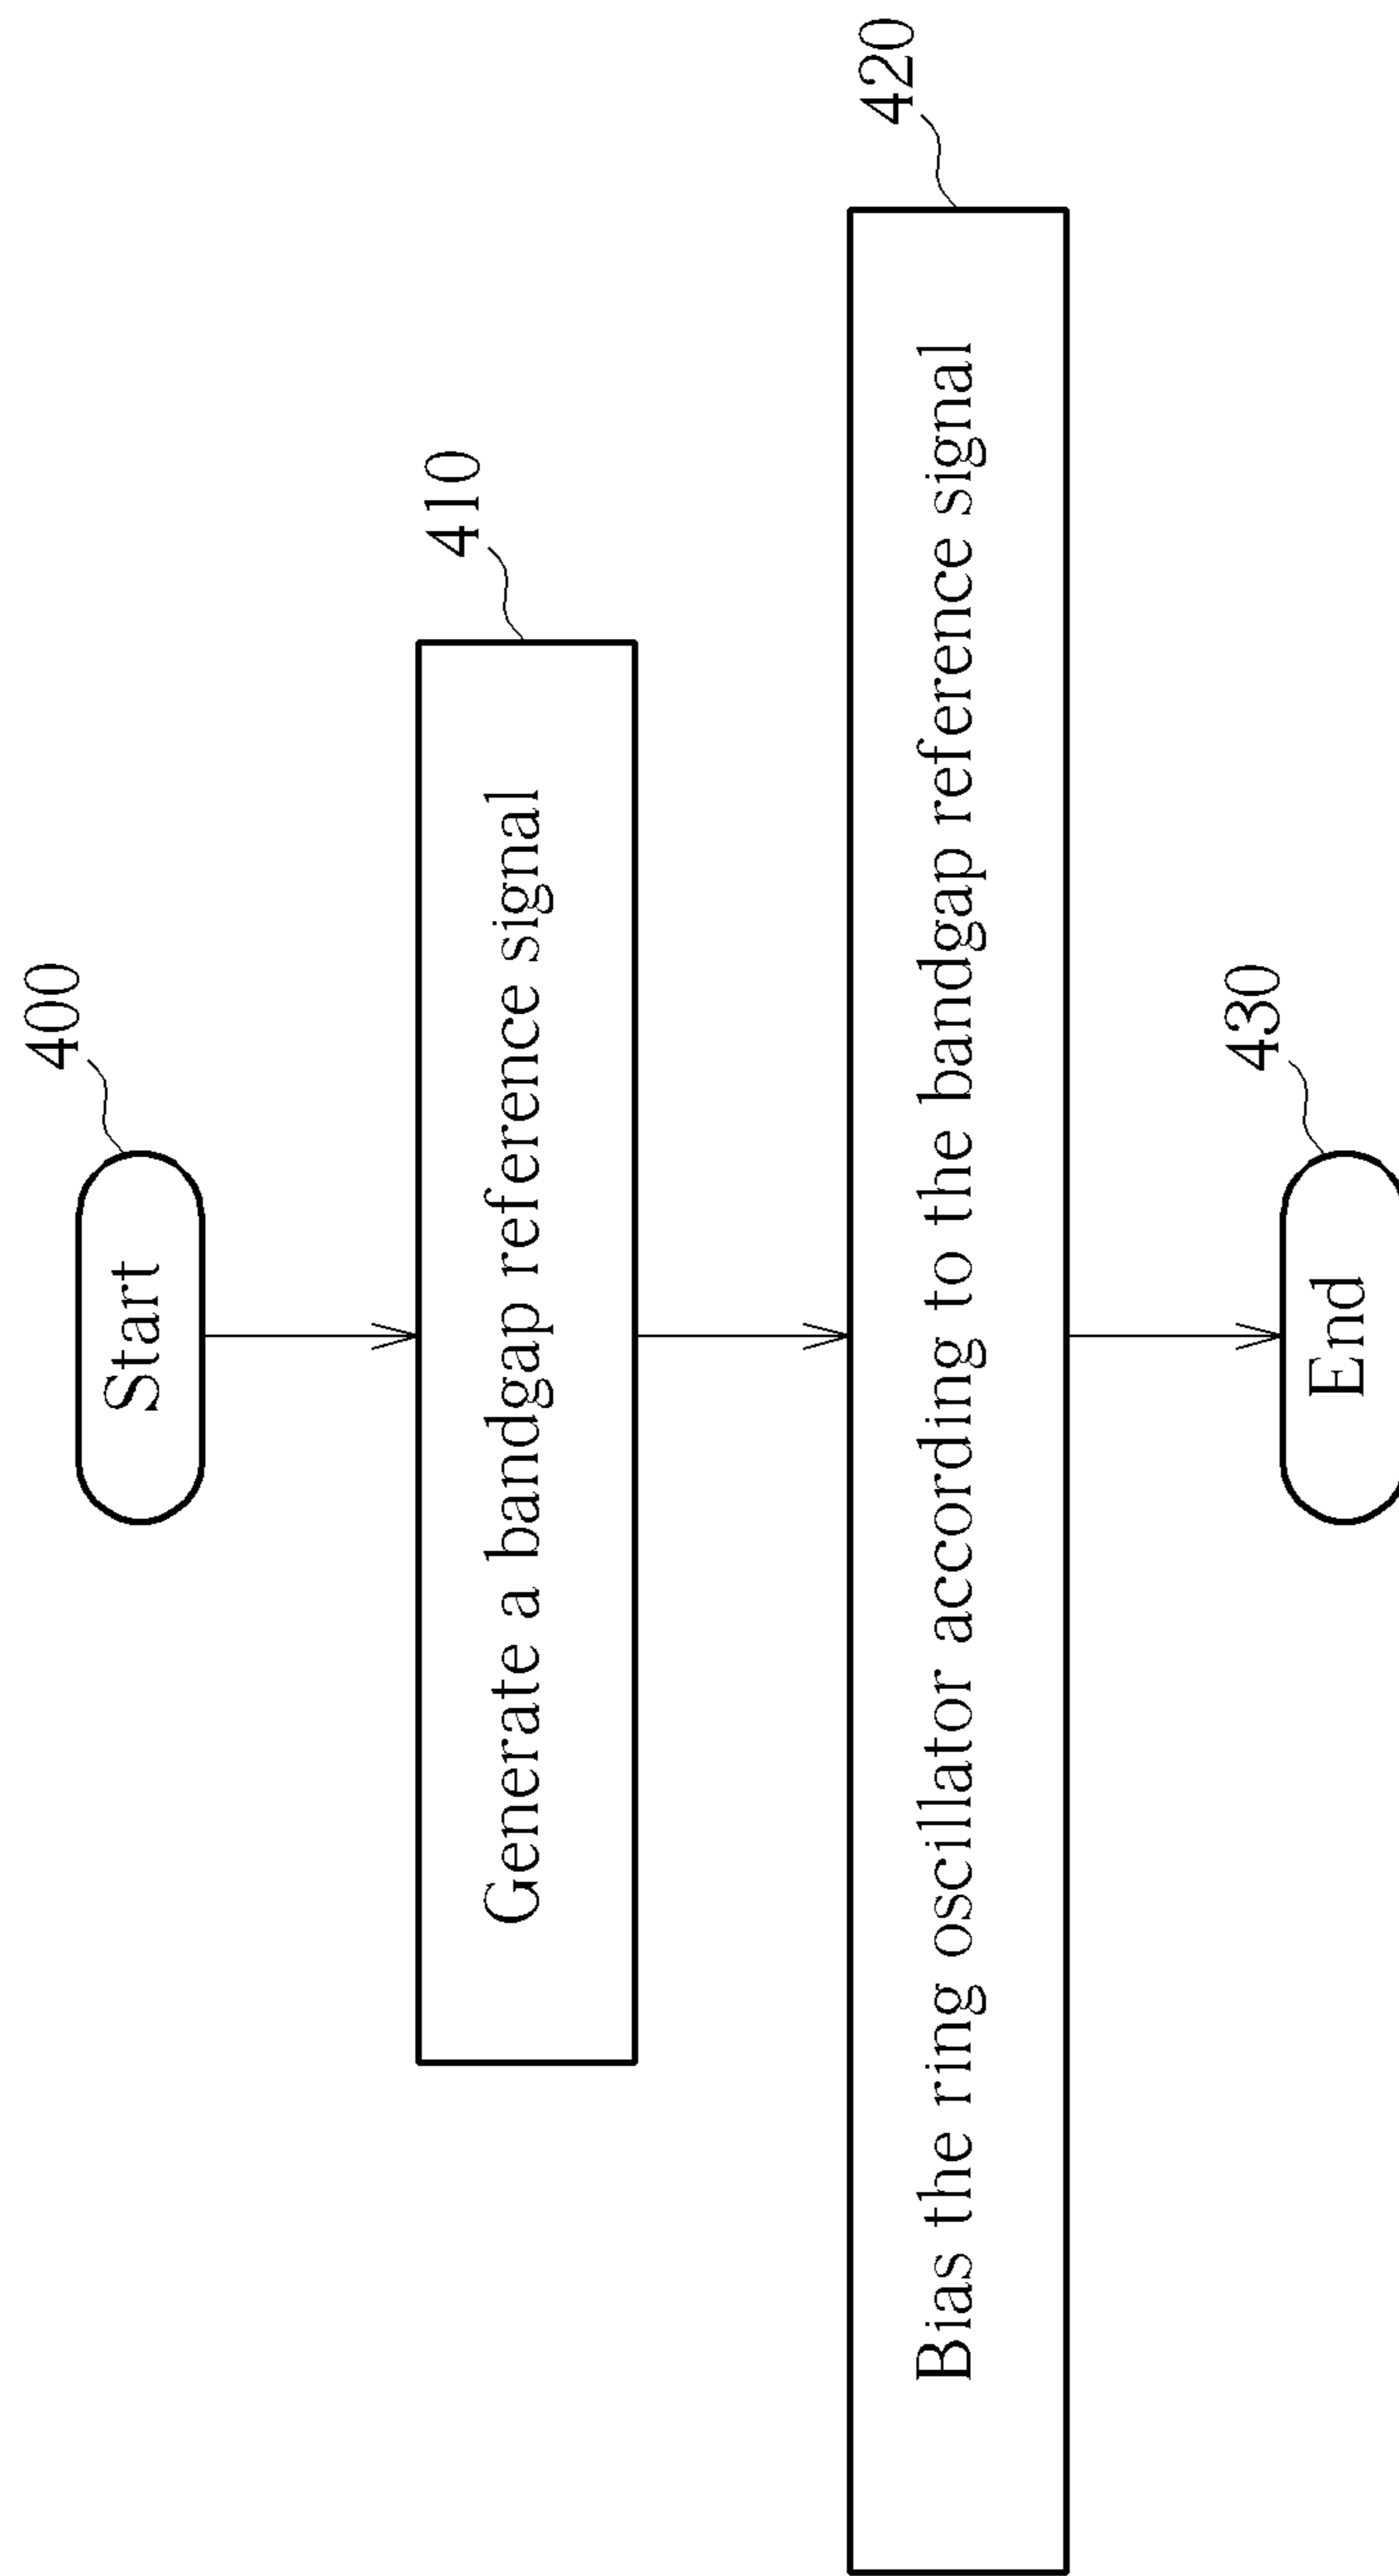 Start
400
Generate a bandgap reference signal
410
Bias the ring oscillator according to the bandgap reference signal
420
End
430